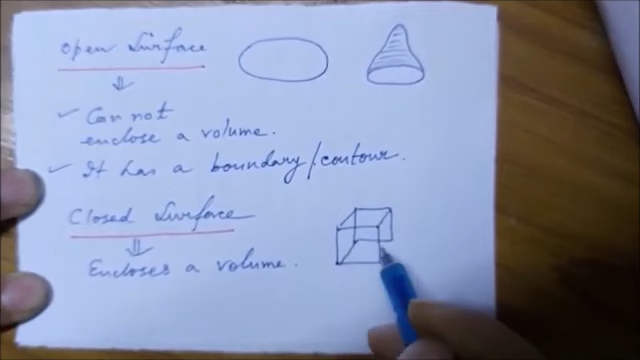 Open Surface
Can not
enclose a volume.
It has a boundary/contour.
Closed Surface
Encloses a volume.